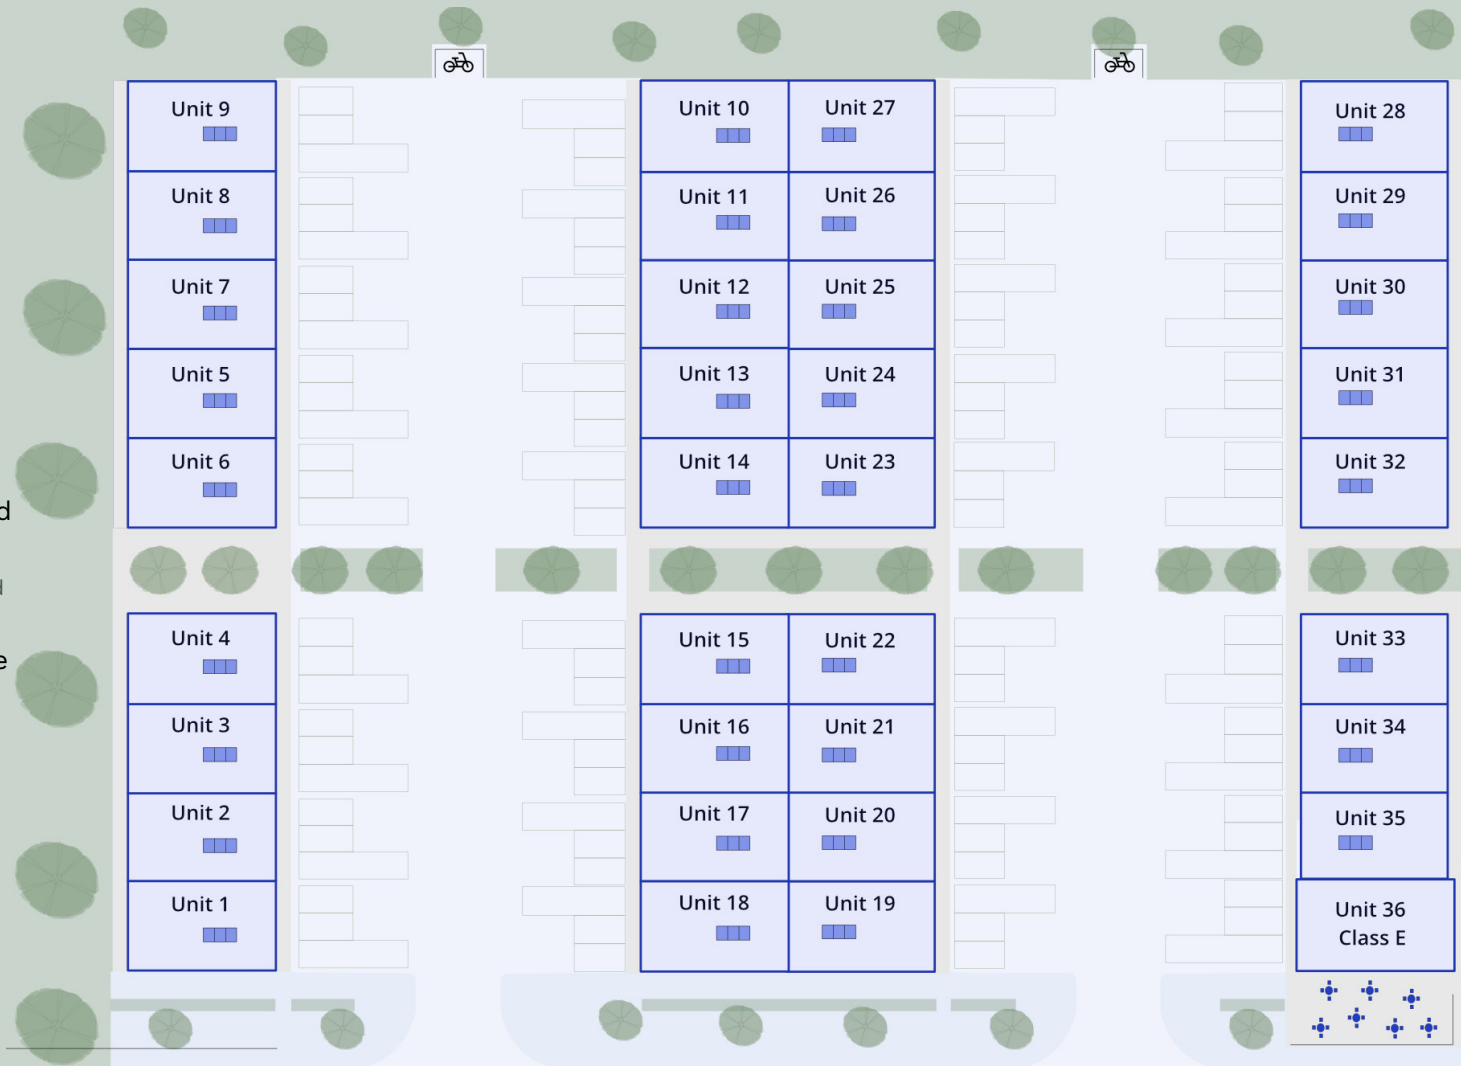 Unit 9
Unit 10
Unit 27
Unit 28
Unit 8
Unit 11
Unit 26
Unit 29
Unit 7
Unit 12
Unit 25
Unit 30
Unit 5
Unit 13
Unit 24
Unit 31
Unit 6
Unit 14
Unit 23
Unit 32
d
d
Unit 4
Unit 15
Unit 22
Unit 33
e
Unit 3
Unit 16
Unit 21
Unit 34
Unit 2
Unit 17
Unit 20
Unit 35
Unit 1
Unit 18
Unit 19
Unit 36
Class E